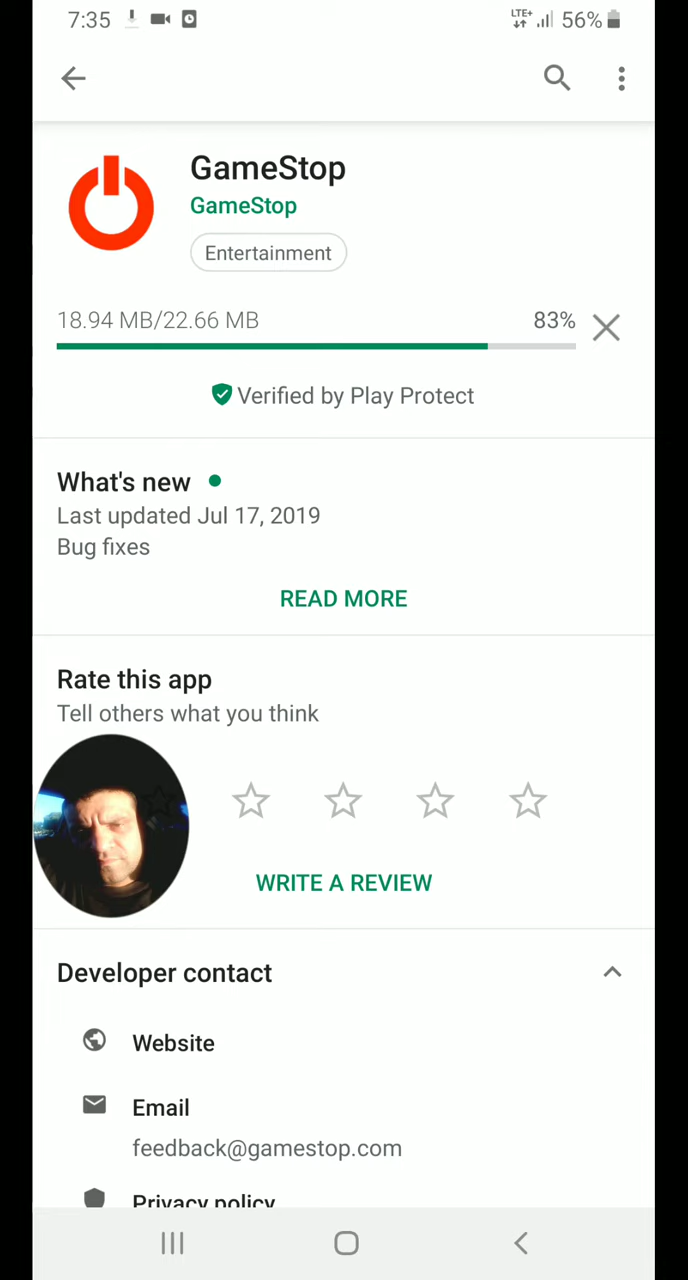 7:35 LTE+ 56%
GameStop
GameStop
Entertainment
18.94 MB/22.66 MB 83%
Verified by Play Protect
What's new
Last updated Jul 17, 2019
Bug fixes
READ MORE
Rate this app
Tell others what you think
WRITE A REVIEW
Developer contact
Website
Email
feedback@gamestop.com
Privacy policy